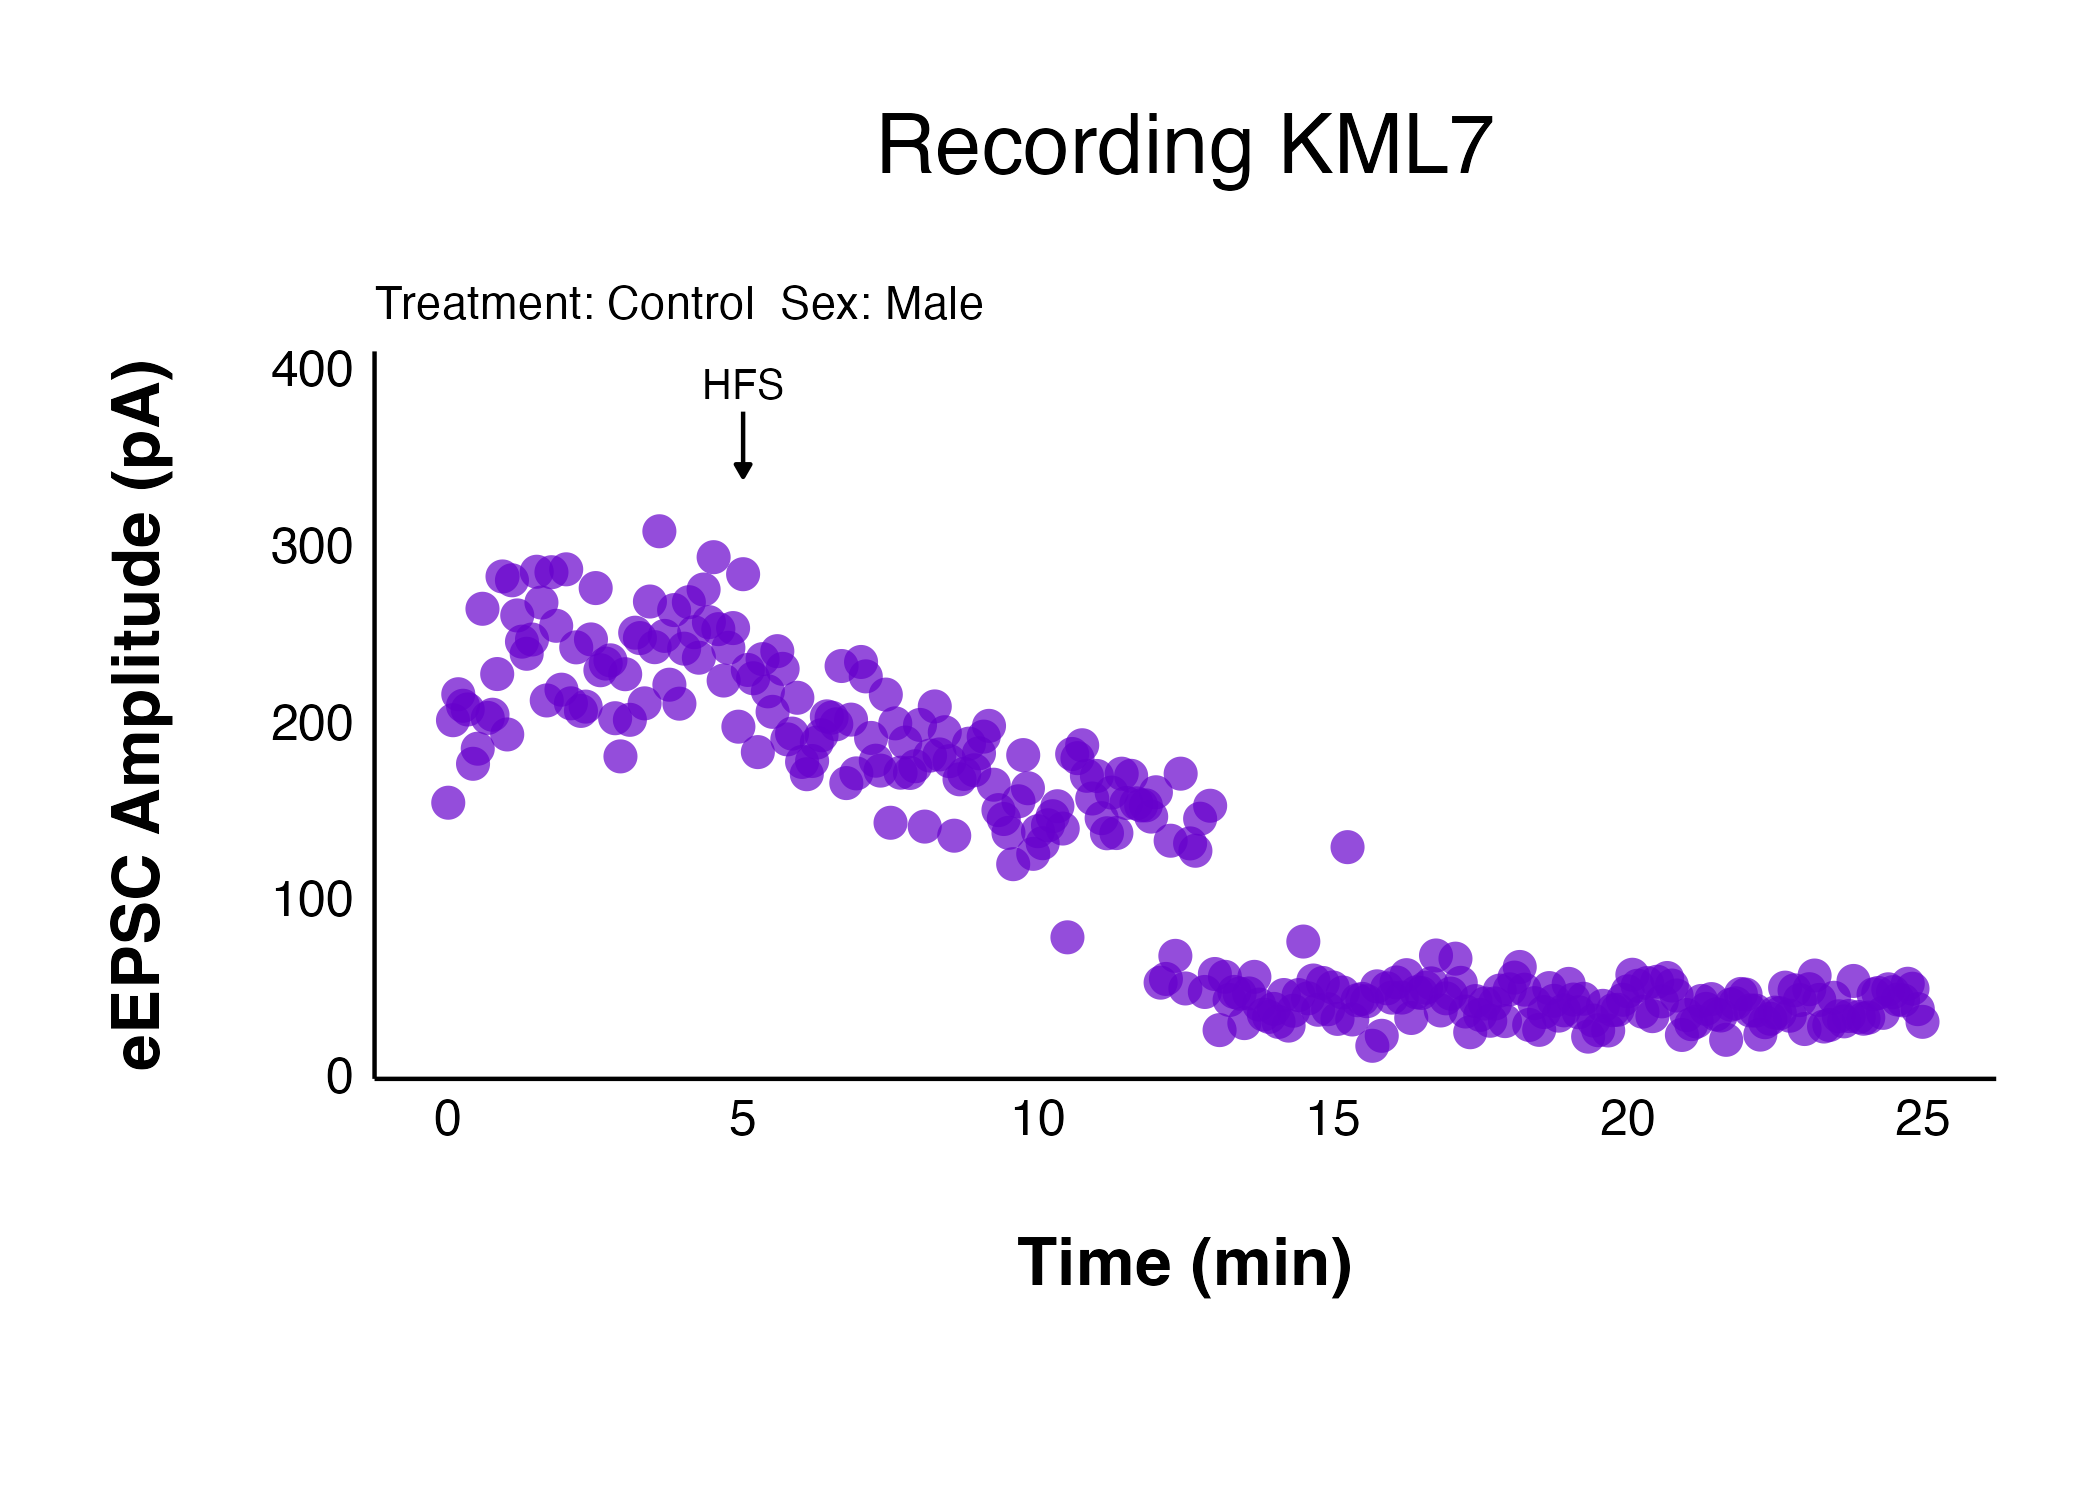 Recording KML7
Treatment: Control  Sex: Male
eEPSC Amplitude (pA)
400
300
200
100
0
HFS
0 5 10 15 20 25
Time (min)